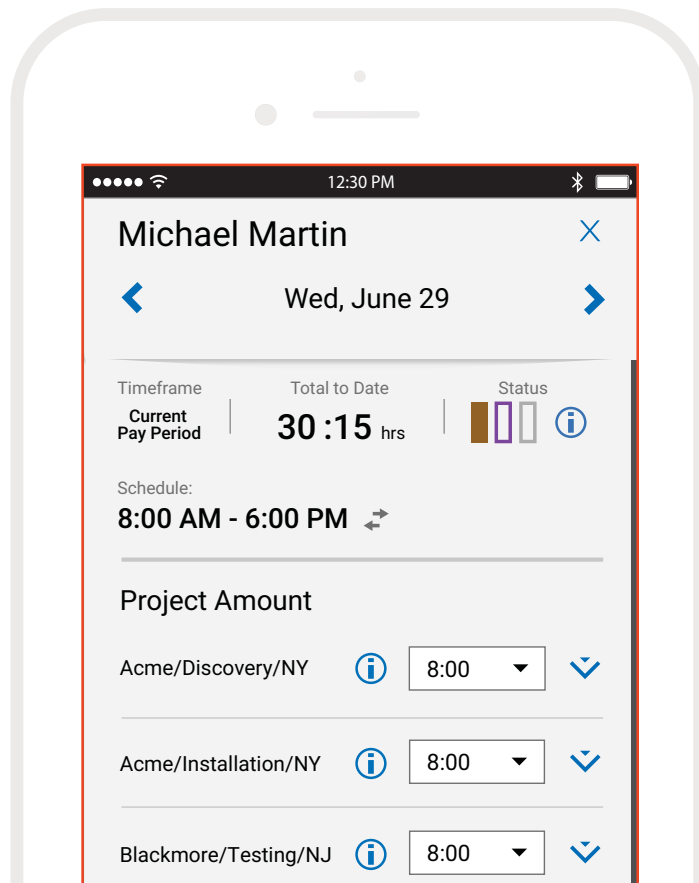 12:30 PM
Michael Martin
Wed, June 29
Timeframe
Total to Date
Status
Current
Pay Period
30 :15 hrs
Schedule:
8:00 AM - 6:00 PM
Project Amount
Acme/Discovery/NY 8:00
Acme/Installation/NY 8:00
Blackmore/Testing/NJ 8:00